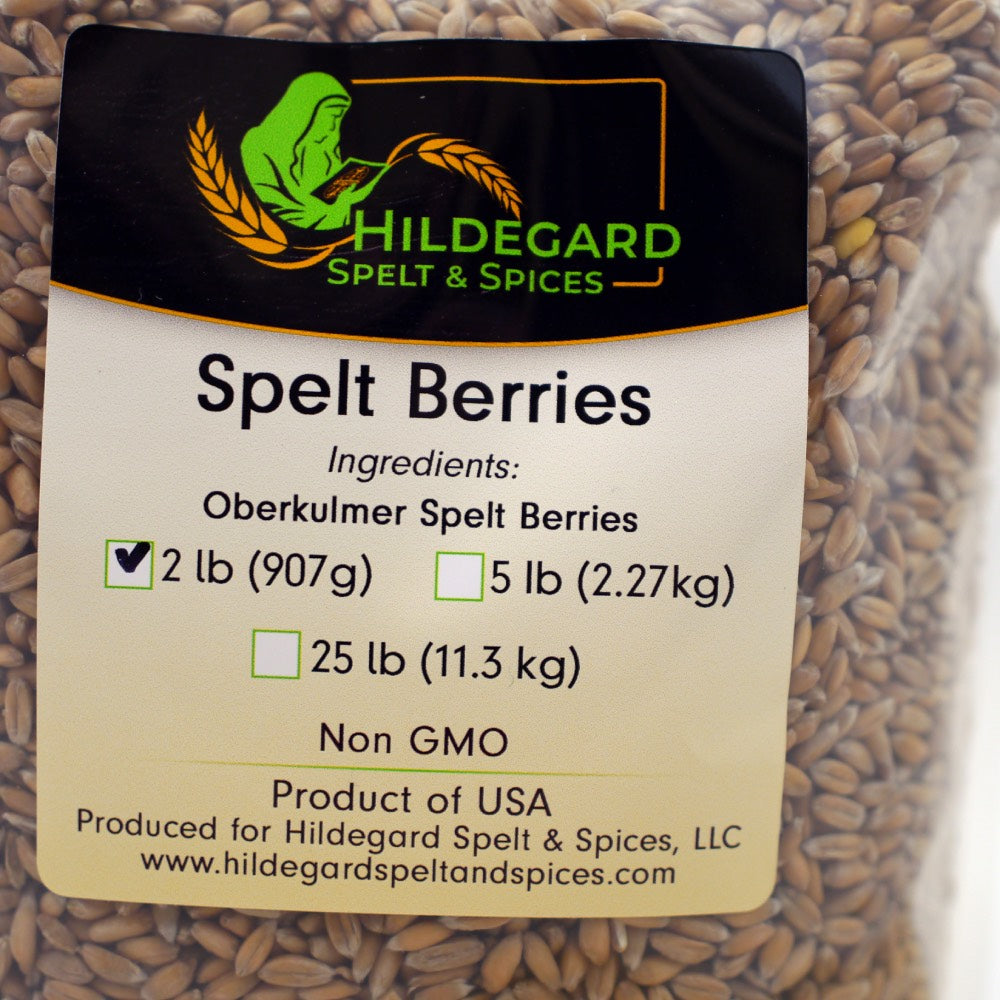 HILDEGARD
SPELT & SPICES
Spelt Berries
Ingredients:
Oberkulmer Spelt Berries
2 lb (907g) 5 lb (2.27kg)
25 lb (11.3 kg)
Non GMO
Product of USA
Produced for Hildegard Spelt & Spices, LLC
www.hildegardspeltandspices.com